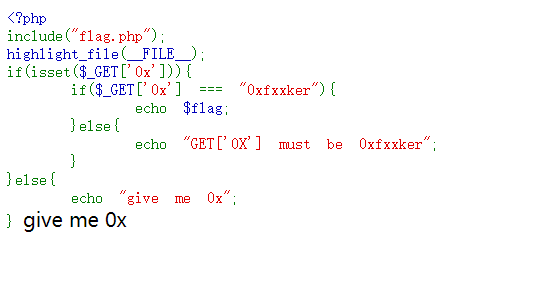 <?php
include("flag.php");
highlight_file(__FILE__);
if(isset($_GET['0x'])){
if($_GET['0x'] === "0xfxxker"){
echo $flag;
}else{
echo "GET['0X'] must be 0xfxxker";
}
}else{
echo "give me 0x";
} give me 0x